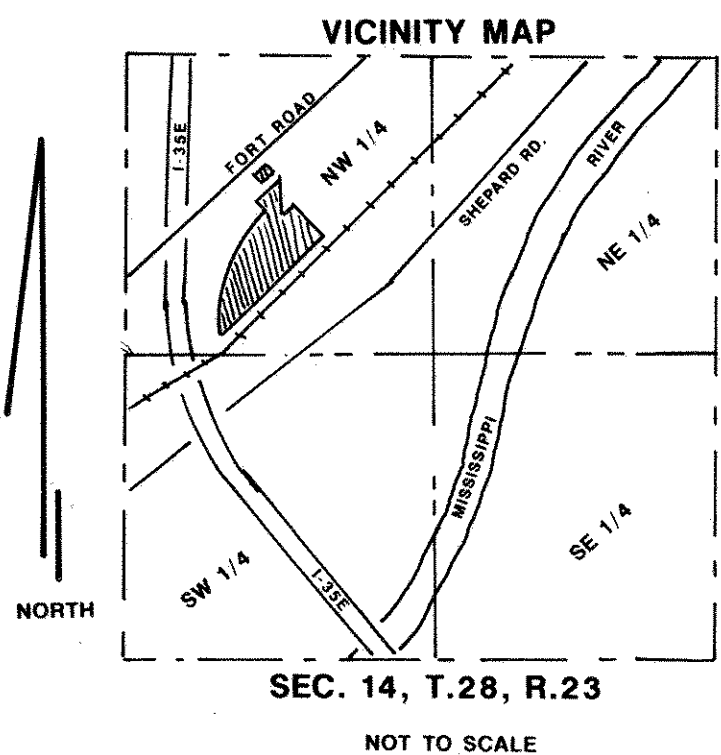 VICINITY MAP
I-35E
FORT ROAD
NW 1/4
SHEPARD RD.
RIVER
NE 1/4
MISSISSIPPI
SE 1/4
SW 1/4
I-35E
NORTH
SEC. 14, T.28, R.23
NOT TO SCALE